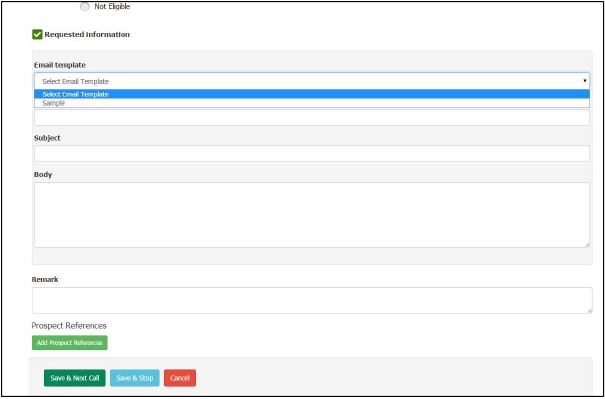 Not Eligible
Requested Information
Email template
Select Email Template
Select Email Template
Sample
Subject
Body
Remark
Prospect References
Add Prospect References
Save & Next Call Save & Stop Cancel